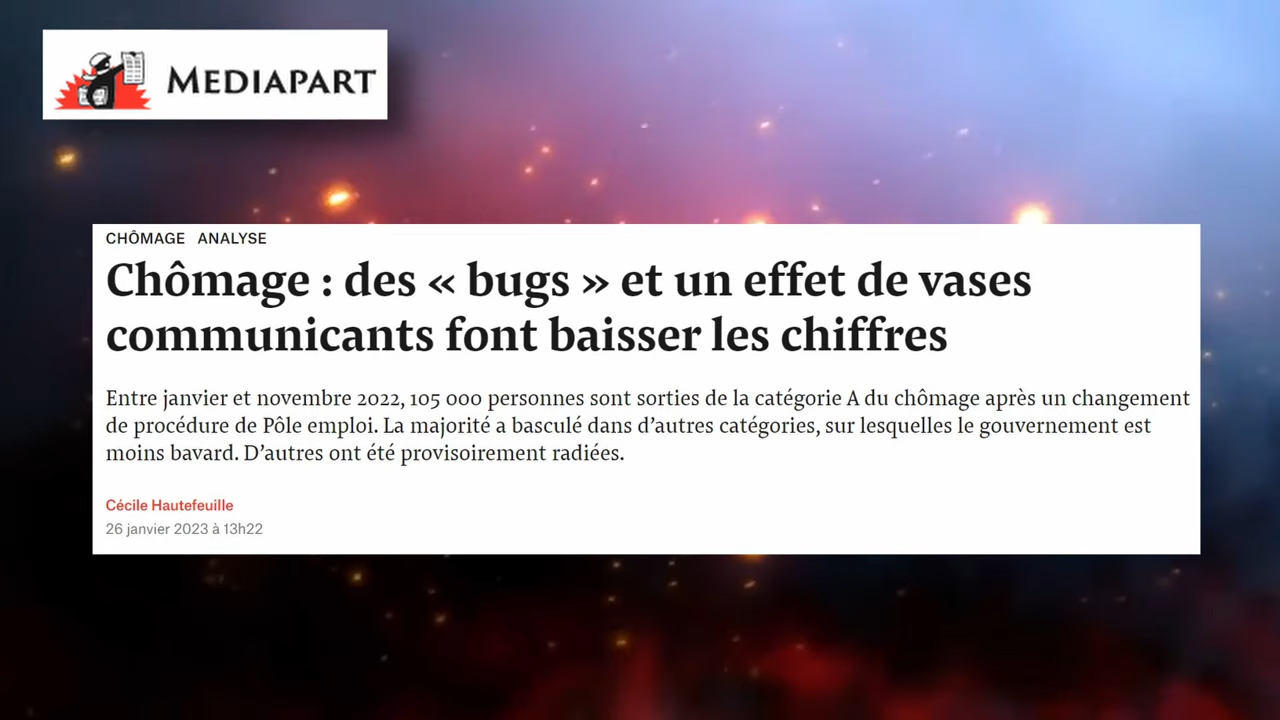 MEDIAPART
CHÔMAGE ANALYSE
Chômage : des « bugs » et un effet de vases
communicants font baisser les chiffres
Entre janvier et novembre 2022, 105 000 personnes sont sorties de la catégorie A du chômage après un changement
de procédure de Pôle emploi. La majorité a basculé dans d’autres catégories, sur lesquelles le gouvernement est
moins bavard. D’autres ont été provisoirement radiées.
Cécile Hautefeuille
26 janvier 2023 à 13h22